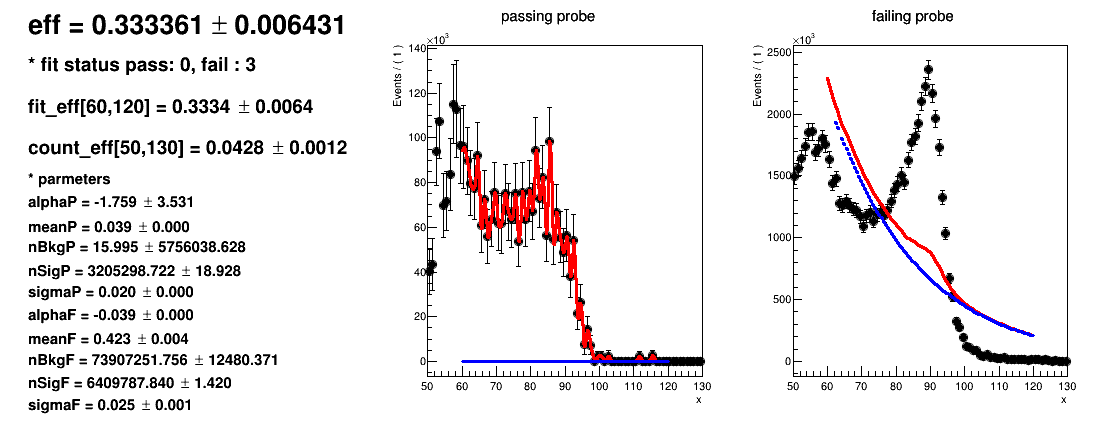 eff = 0.333361 ± 0.006431
* fit status pass: 0, fail : 3
fit_eff[60,120] = 0.3334 ± 0.0064
count_eff[50,130] = 0.0428 ± 0.0012
* parmeters
alphaP = -1.759 ± 3.531
meanP = 0.039 ± 0.000
nBkgP = 15.995 ± 5756038.628
nSigP = 3205298.722 ± 18.928
sigmaP = 0.020 ± 0.000
alphaF = -0.039 ± 0.000
meanF = 0.423 ± 0.004
nBkgF = 73907251.756 ± 12480.371
nSigF = 6409787.840 ± 1.420
sigmaF = 0.025 ± 0.001
passing probe
×10³
Events / ( 1 )
140
120
100
80
60
40
20
0
50 60 70 80 90 100 110 120 130
x
failing probe
×10³
Events / ( 1 )
2500
2000
1500
1000
500
0
50 60 70 80 90 100 110 120 130
x